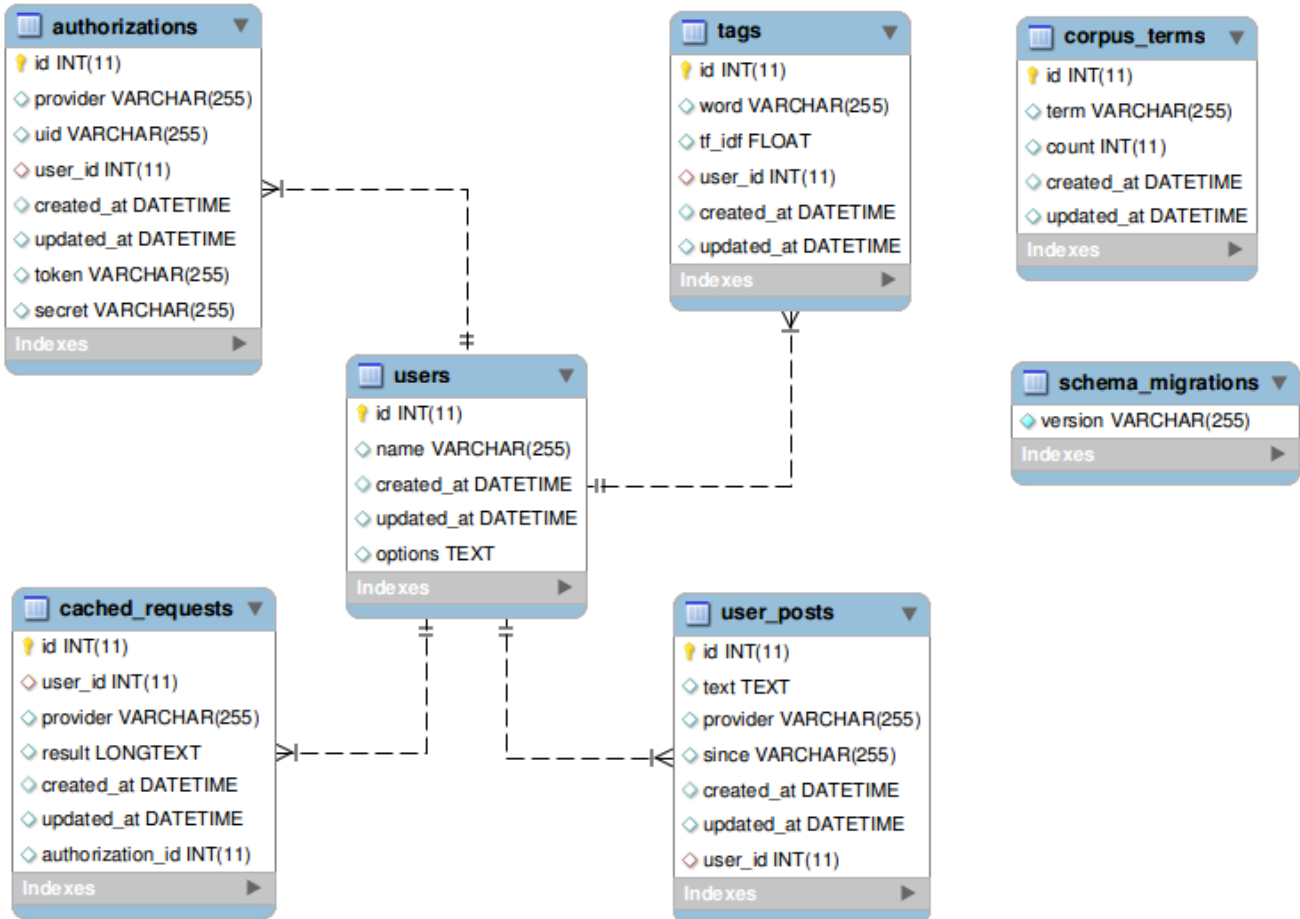 authorizations
id INT(11)
provider VARCHAR(255)
uid VARCHAR(255)
user_id INT(11)
created_at DATETIME
updated_at DATETIME
token VARCHAR(255)
secret VARCHAR(255)
Indexes
tags
id INT(11)
word VARCHAR(255)
tf_idf FLOAT
user_id INT(11)
created_at DATETIME
updated_at DATETIME
Indexes
corpus_terms
id INT(11)
term VARCHAR(255)
count INT(11)
created_at DATETIME
updated_at DATETIME
Indexes
users
id INT(11)
name VARCHAR(255)
created_at DATETIME
updated_at DATETIME
options TEXT
Indexes
schema_migrations
version VARCHAR(255)
Indexes
cached_requests
id INT(11)
user_id INT(11)
provider VARCHAR(255)
result LONGTEXT
created_at DATETIME
updated_at DATETIME
authorization_id INT(11)
Indexes
user_posts
id INT(11)
text TEXT
provider VARCHAR(255)
since VARCHAR(255)
created_at DATETIME
updated_at DATETIME
user_id INT(11)
Indexes